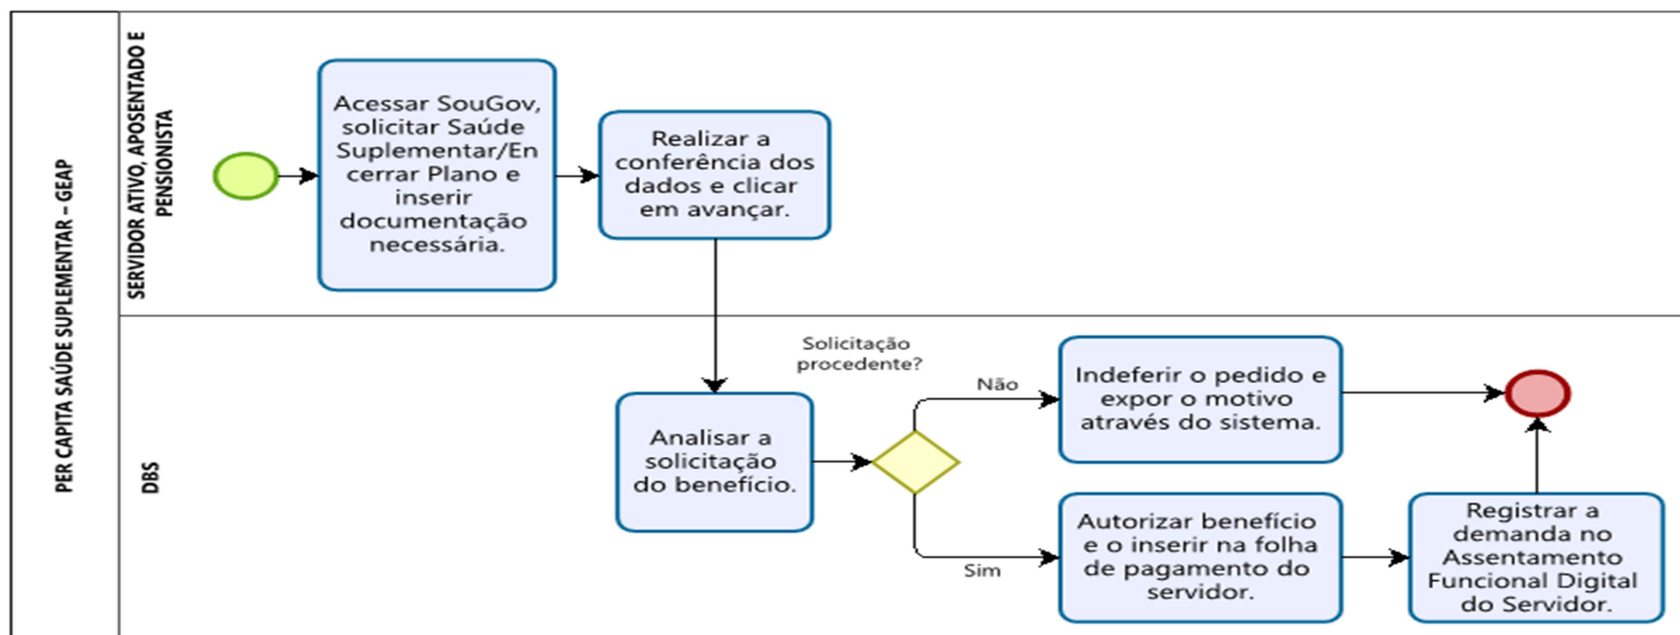 PER CAPITA SAÚDE SUPLEMENTAR – GEAP
SERVIDOR ATIVO, APOSENTADO E
PENSIONISTA
Acessar SouGov,
solicitar Saúde
Suplementar/En
cerrar Plano e
inserir
documentação
necessária.
Realizar a
conferência dos
dados e clicar
em avançar.
DBS
Analisar a
solicitação
do benefício.
Solicitação
procedente?
Não
Indeferir o pedido e
expor o motivo
através do sistema.
Sim
Autorizar benefício
e o inserir na folha
de pagamento do
servidor.
Registrar a
demanda no
Assentamento
Funcional Digital
do Servidor.